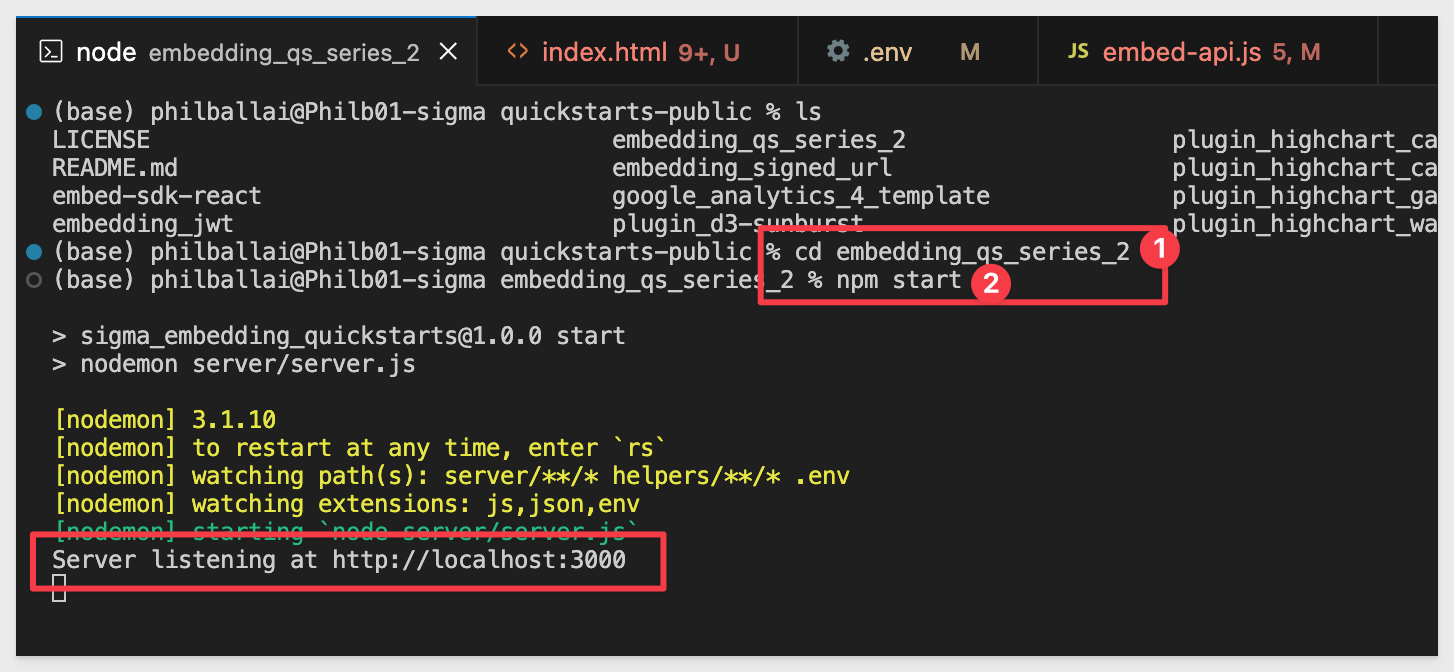 node embedding_qs_series_2 × <> index.html 9+, U .env M JS embed-api.js 5, M
(base) philballai@Philb01-sigma quickstarts-public % ls
LICENSE embedding_qs_series_2 plugin_highchart_ca
README.md embedding_signed_url plugin_highchart_ca
embed-sdk-react google_analytics_4_template plugin_highchart_ga
embedding_jwt plugin_d3-sunburst plugin_highchart_wa
(base) philballai@Philb01-sigma quickstarts-public % cd embedding_qs_series_2 1
(base) philballai@Philb01-sigma embedding_qs_series_2 % npm start 2
> sigma_embedding_quickstarts@1.0.0 start
> nodemon server/server.js
[nodemon] 3.1.10
[nodemon] to restart at any time, enter `rs`
[nodemon] watching path(s): server/**/* helpers/**/* .env
[nodemon] watching extensions: js,json,env
[nodemon] starting `node server/server.js`
Server listening at http://localhost:3000